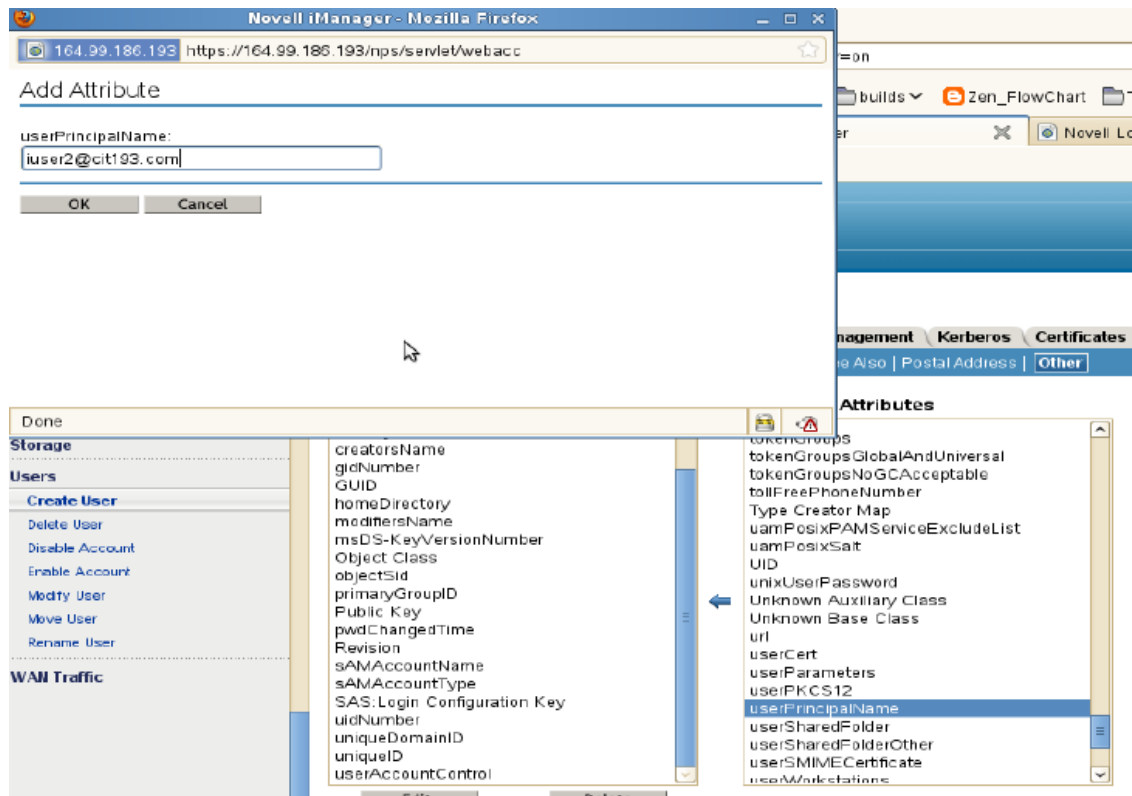 Novell iManager - Mozilla Firefox
164.99.186.193 https://164.99.186.193/nps/servlet/webacc
Add Attribute
userPrincipalName:
iuser2@cit193.com
OK Cancel
Done
=on
builds Zen_FlowChart
er Novell Lo
nagement Kerberos Certificates
e Also | Postal Address | Other
Attributes
Storage
Users
Create User
Delete User
Disable Account
Enable Account
Modify User
Move User
Rename User
WAN Traffic
creatorsName
gidNumber
GUID
homeDirectory
modifiersName
msDS-KeyVersionNumber
Object Class
objectSid
primaryGroupID
Public Key
pwdChangedTime
Revision
sAMAccountName
sAMAccountType
SAS:Login Configuration Key
uidNumber
uniqueDomainID
uniqueID
userAccountControl
tokenGroups
tokenGroupsGlobalAndUniversal
tokenGroupsNoGCAcceptable
tollFreePhoneNumber
Type Creator Map
uamPosixPAMServiceExcludeList
uamPosixSalt
UID
unixUserPassword
Unknown Auxiliary Class
Unknown Base Class
url
userCert
userParameters
userPKCS12
userPrincipalName
userSharedFolder
userSharedFolderOther
userSMIMECertificate
userWorkstations